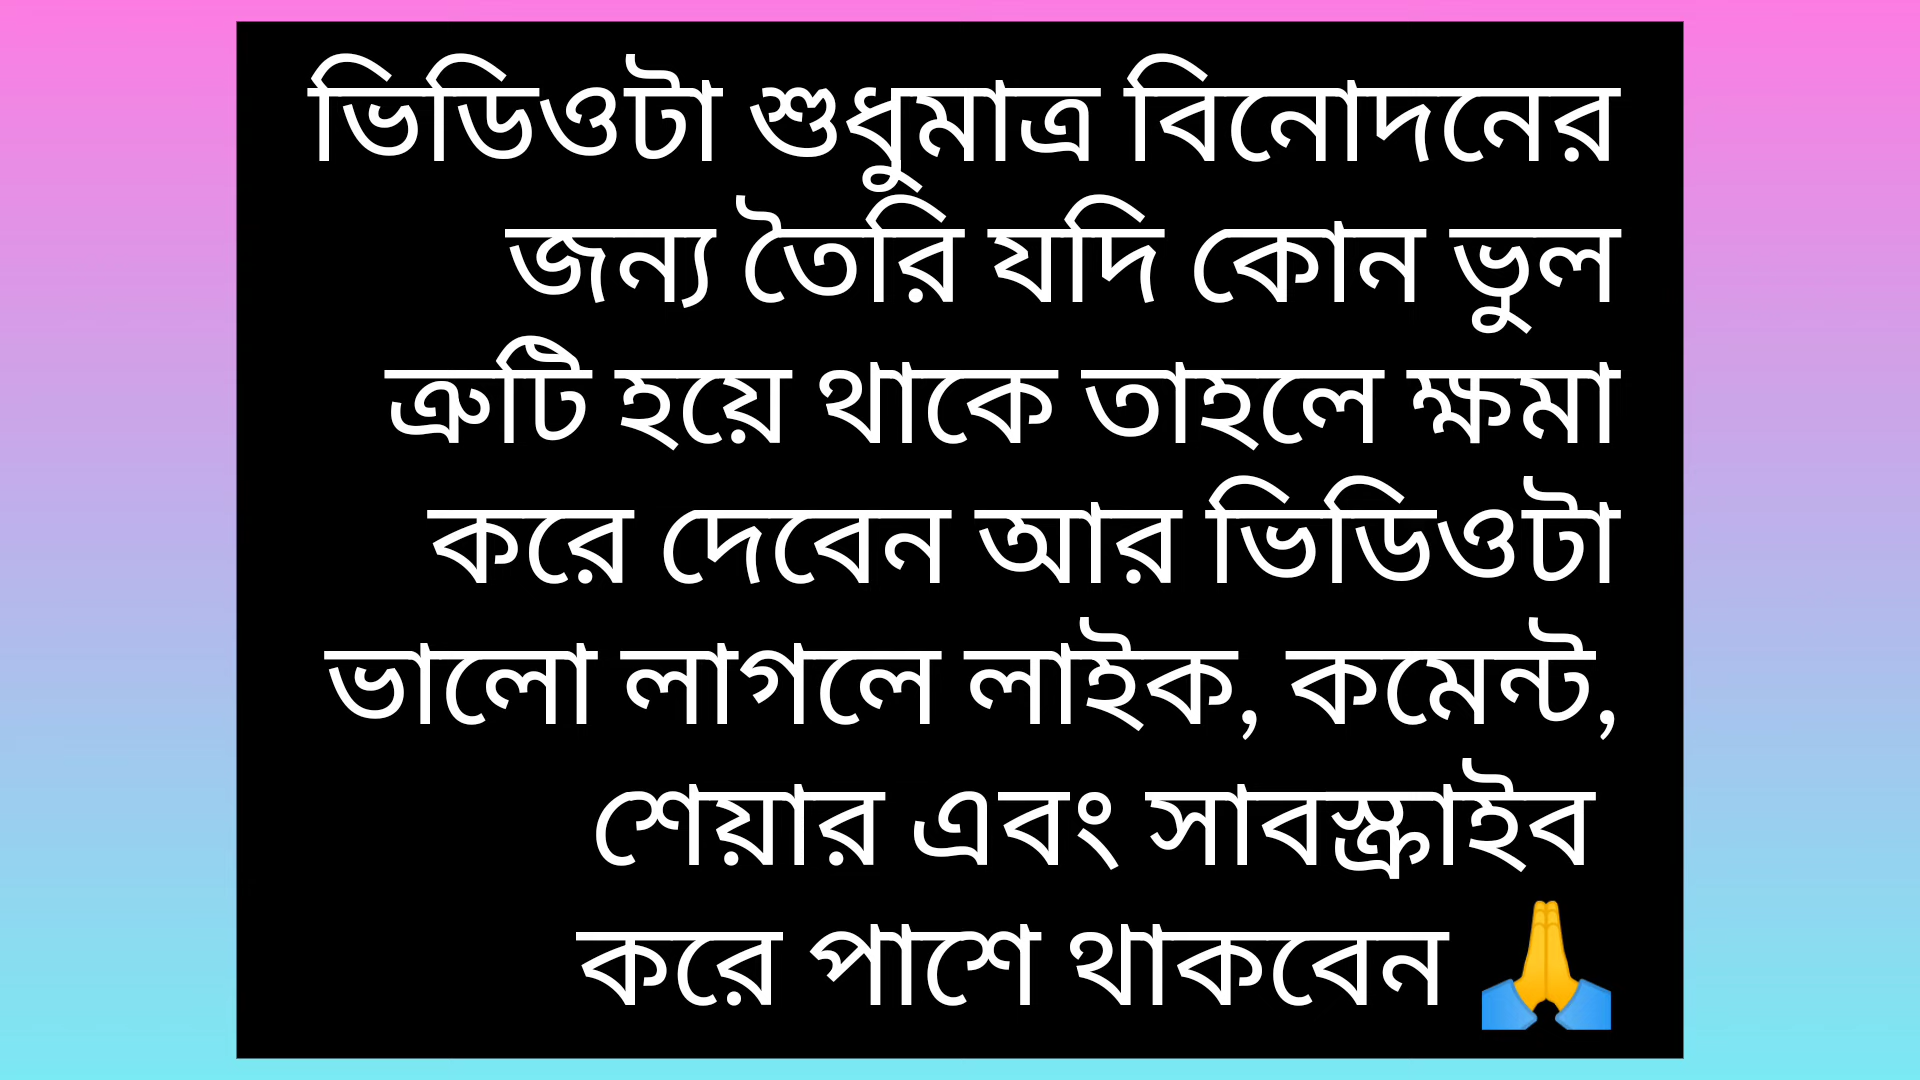 ভিডিওটা শুধুমাত্র বিনোদনের
জন্য তৈরি যদি কোন ভুল
ত্রুটি হয়ে থাকে তাহলে ক্ষমা
করে দেবেন আর ভিডিওটা
ভালো লাগলে লাইক, কমেন্ট,
শেয়ার এবং সাবস্ক্রাইব
করে পাশে থাকবেন 🙏